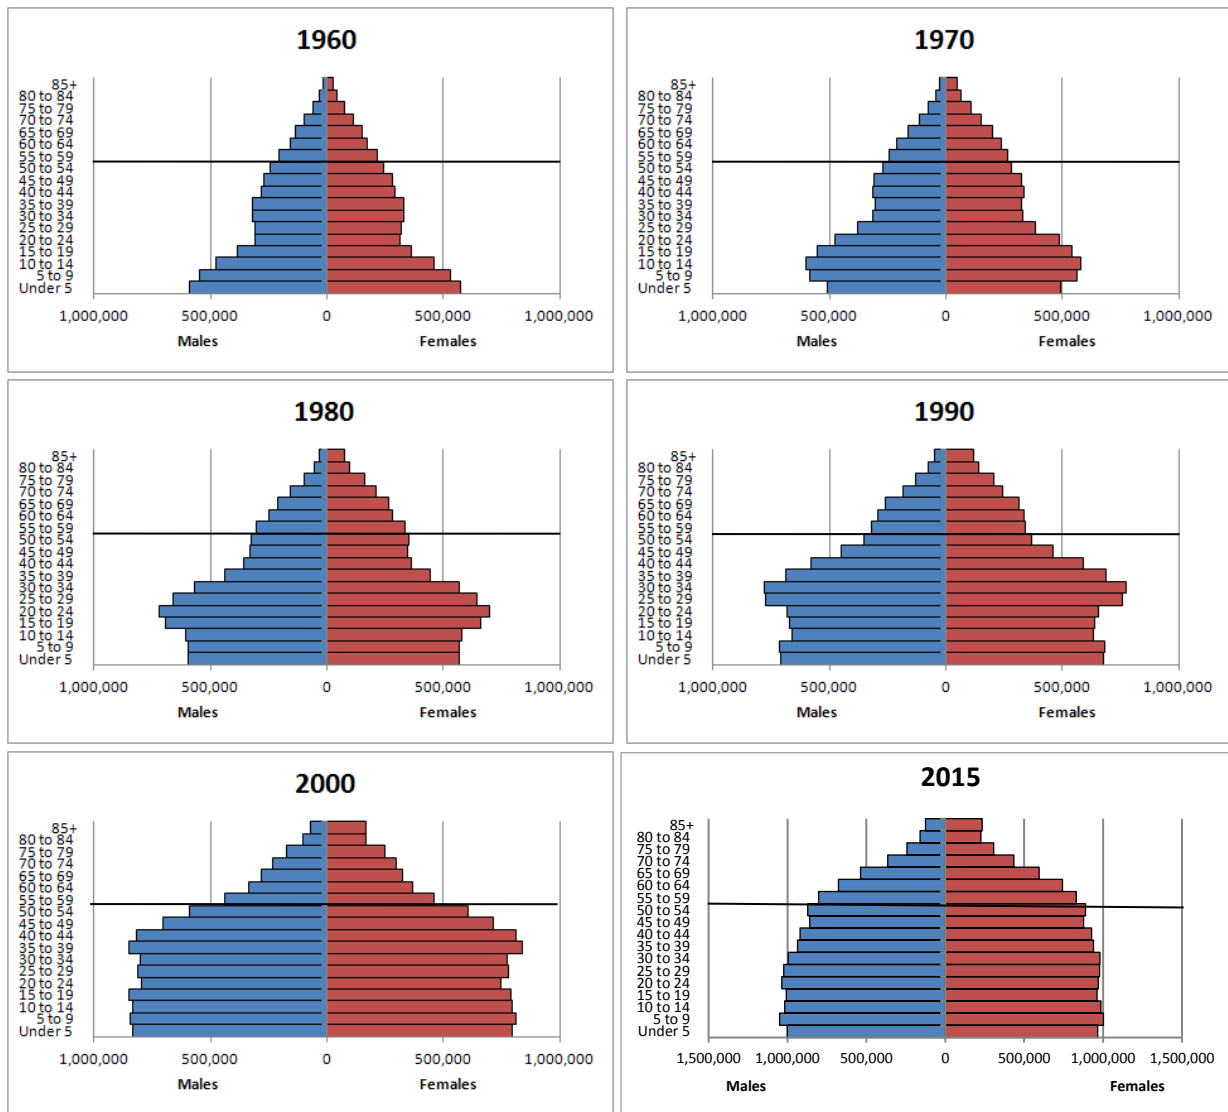 1960
85+
80 to 84
75 to 79
70 to 74
65 to 69
60 to 64
55 to 59
50 to 54
45 to 49
40 to 44
35 to 39
30 to 34
25 to 29
20 to 24
15 to 19
10 to 14
5 to 9
Under 5
1,000,000 500,000 0 500,000 1,000,000
Males Females
1970
85+
80 to 84
75 to 79
70 to 74
65 to 69
60 to 64
55 to 59
50 to 54
45 to 49
40 to 44
35 to 39
30 to 34
25 to 29
20 to 24
15 to 19
10 to 14
5 to 9
Under 5
1,000,000 500,000 0 500,000 1,000,000
Males Females
1980
85+
80 to 84
75 to 79
70 to 74
65 to 69
60 to 64
55 to 59
50 to 54
45 to 49
40 to 44
35 to 39
30 to 34
25 to 29
20 to 24
15 to 19
10 to 14
5 to 9
Under 5
1,000,000 500,000 0 500,000 1,000,000
Males Females
1990
85+
80 to 84
75 to 79
70 to 74
65 to 69
60 to 64
55 to 59
50 to 54
45 to 49
40 to 44
35 to 39
30 to 34
25 to 29
20 to 24
15 to 19
10 to 14
5 to 9
Under 5
1,000,000 500,000 0 500,000 1,000,000
Males Females
2000
85+
80 to 84
75 to 79
70 to 74
65 to 69
60 to 64
55 to 59
50 to 54
45 to 49
40 to 44
35 to 39
30 to 34
25 to 29
20 to 24
15 to 19
10 to 14
5 to 9
Under 5
1,000,000 500,000 0 500,000 1,000,000
Males Females
2015
85+
80 to 84
75 to 79
70 to 74
65 to 69
60 to 64
55 to 59
50 to 54
45 to 49
40 to 44
35 to 39
30 to 34
25 to 29
20 to 24
15 to 19
10 to 14
5 to 9
Under 5
1,500,000 1,000,000 500,000 0 500,000 1,000,000 1,500,000
Males Females